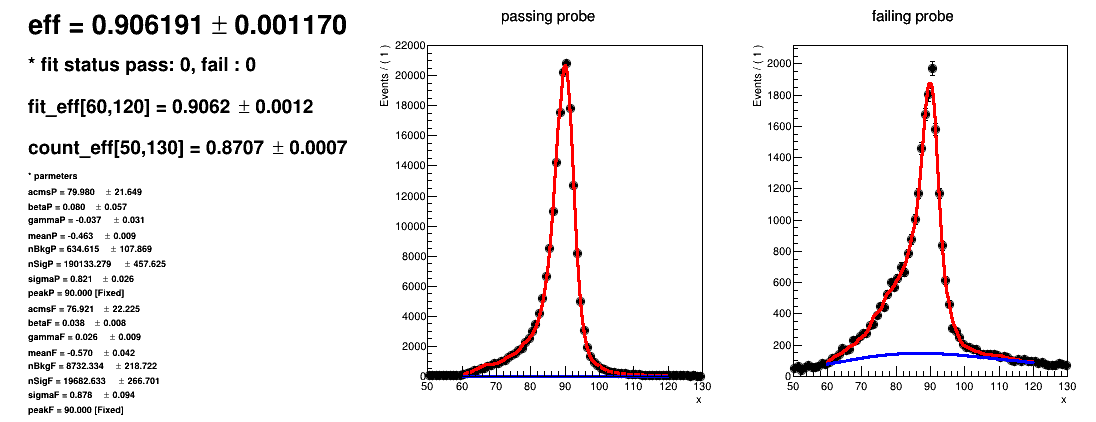 eff = 0.906191 ± 0.001170
* fit status pass: 0, fail : 0
fit_eff[60,120] = 0.9062 ± 0.0012
count_eff[50,130] = 0.8707 ± 0.0007
* parmeters
acmsP = 79.980 ± 21.649
betaP = 0.080 ± 0.057
gammaP = -0.037 ± 0.031
meanP = -0.463 ± 0.009
nBkgP = 634.615 ± 107.869
nSigP = 190133.279 ± 457.625
sigmaP = 0.821 ± 0.026
peakP = 90.000 [Fixed]
acmsF = 76.921 ± 22.225
betaF = 0.038 ± 0.008
gammaF = 0.026 ± 0.009
meanF = -0.570 ± 0.042
nBkgF = 8732.334 ± 218.722
nSigF = 19682.633 ± 266.701
sigmaF = 0.878 ± 0.094
peakF = 90.000 [Fixed]
passing probe
Events / ( 1 )
22000
20000
18000
16000
14000
12000
10000
8000
6000
4000
2000
0
50 60 70 80 90 100 110 120 130
x
failing probe
Events / ( 1 )
2000
1800
1600
1400
1200
1000
800
600
400
200
0
50 60 70 80 90 100 110 120 130
x